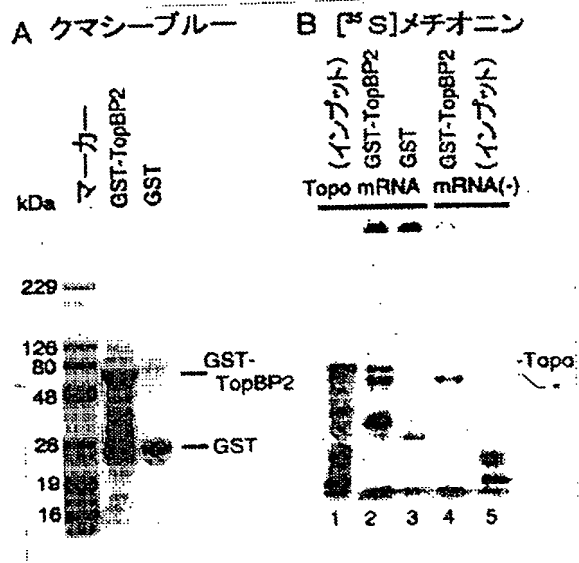 A クマシーブルー
B [³⁵ S]メチオニン
kDa
マーカー
GST-TopBP2
GST
(インプット)
GST-TopBP2
GST
GST-TopBP2
(インプット)
Topo mRNA
mRNA(-)
229
126
80
48
28
19
16
GST-
TopBP2
GST
-Topo
1 2 3 4 5